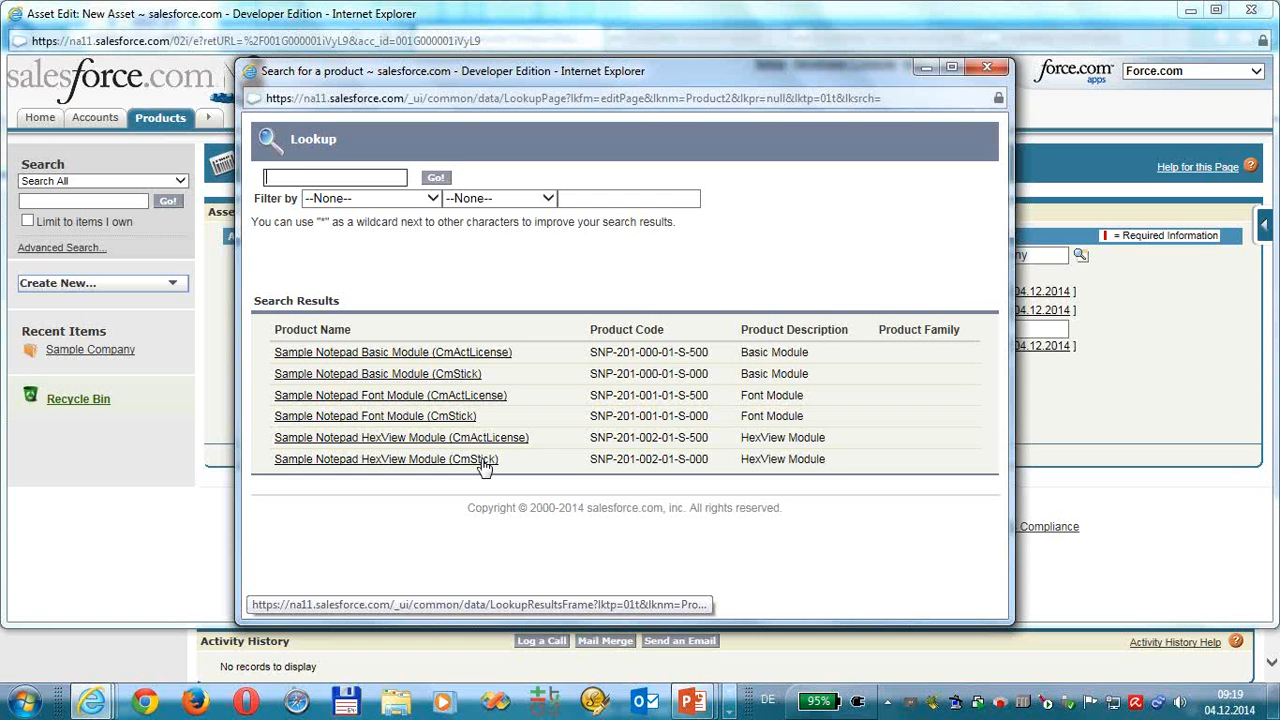 Asset Edit: New Asset ~ salesforce.com - Developer Edition - Internet Explorer
https://na11.salesforce.com/02i/e?retURL=%2F001G000001iVyL9&acc_id=001G000001iVyL9
salesforce.com
force.com
apps
Force.com
Home
Accounts
Products
Search
Search All
Go!
Limit to items I own
Advanced Search...
Create New...
Recent Items
Sample Company
Recycle Bin
Help for this Page
Asse
= Required Information
ny
04.12.2014 ]
04.12.2014 ]
04.12.2014 ]
Compliance
Search for a product ~ salesforce.com - Developer Edition - Internet Explorer
https://na11.salesforce.com/_ui/common/data/LookupPage?lkfm=editPage&lknm=Product2&lkpr=null&lktp=01t&lksrch=
Lookup
Go!
Filter by --None-- --None--
You can use "*" as a wildcard next to other characters to improve your search results.
Search Results
Product Name Product Code Product Description Product Family
Sample Notepad Basic Module (CmActLicense) SNP-201-000-01-S-500 Basic Module
Sample Notepad Basic Module (CmStick) SNP-201-000-01-S-000 Basic Module
Sample Notepad Font Module (CmActLicense) SNP-201-001-01-S-500 Font Module
Sample Notepad Font Module (CmStick) SNP-201-001-01-S-000 Font Module
Sample Notepad HexView Module (CmActLicense) SNP-201-002-01-S-500 HexView Module
Sample Notepad HexView Module (CmStick) SNP-201-002-01-S-000 HexView Module
Copyright © 2000-2014 salesforce.com, inc. All rights reserved.
https://na11.salesforce.com/_ui/common/data/LookupResultsFrame?lktp=01t&lknm=Pro...
Activity History
Log a Call Mail Merge Send an Email
Activity History Help
No records to display
DE
95%
09:19
04.12.2014